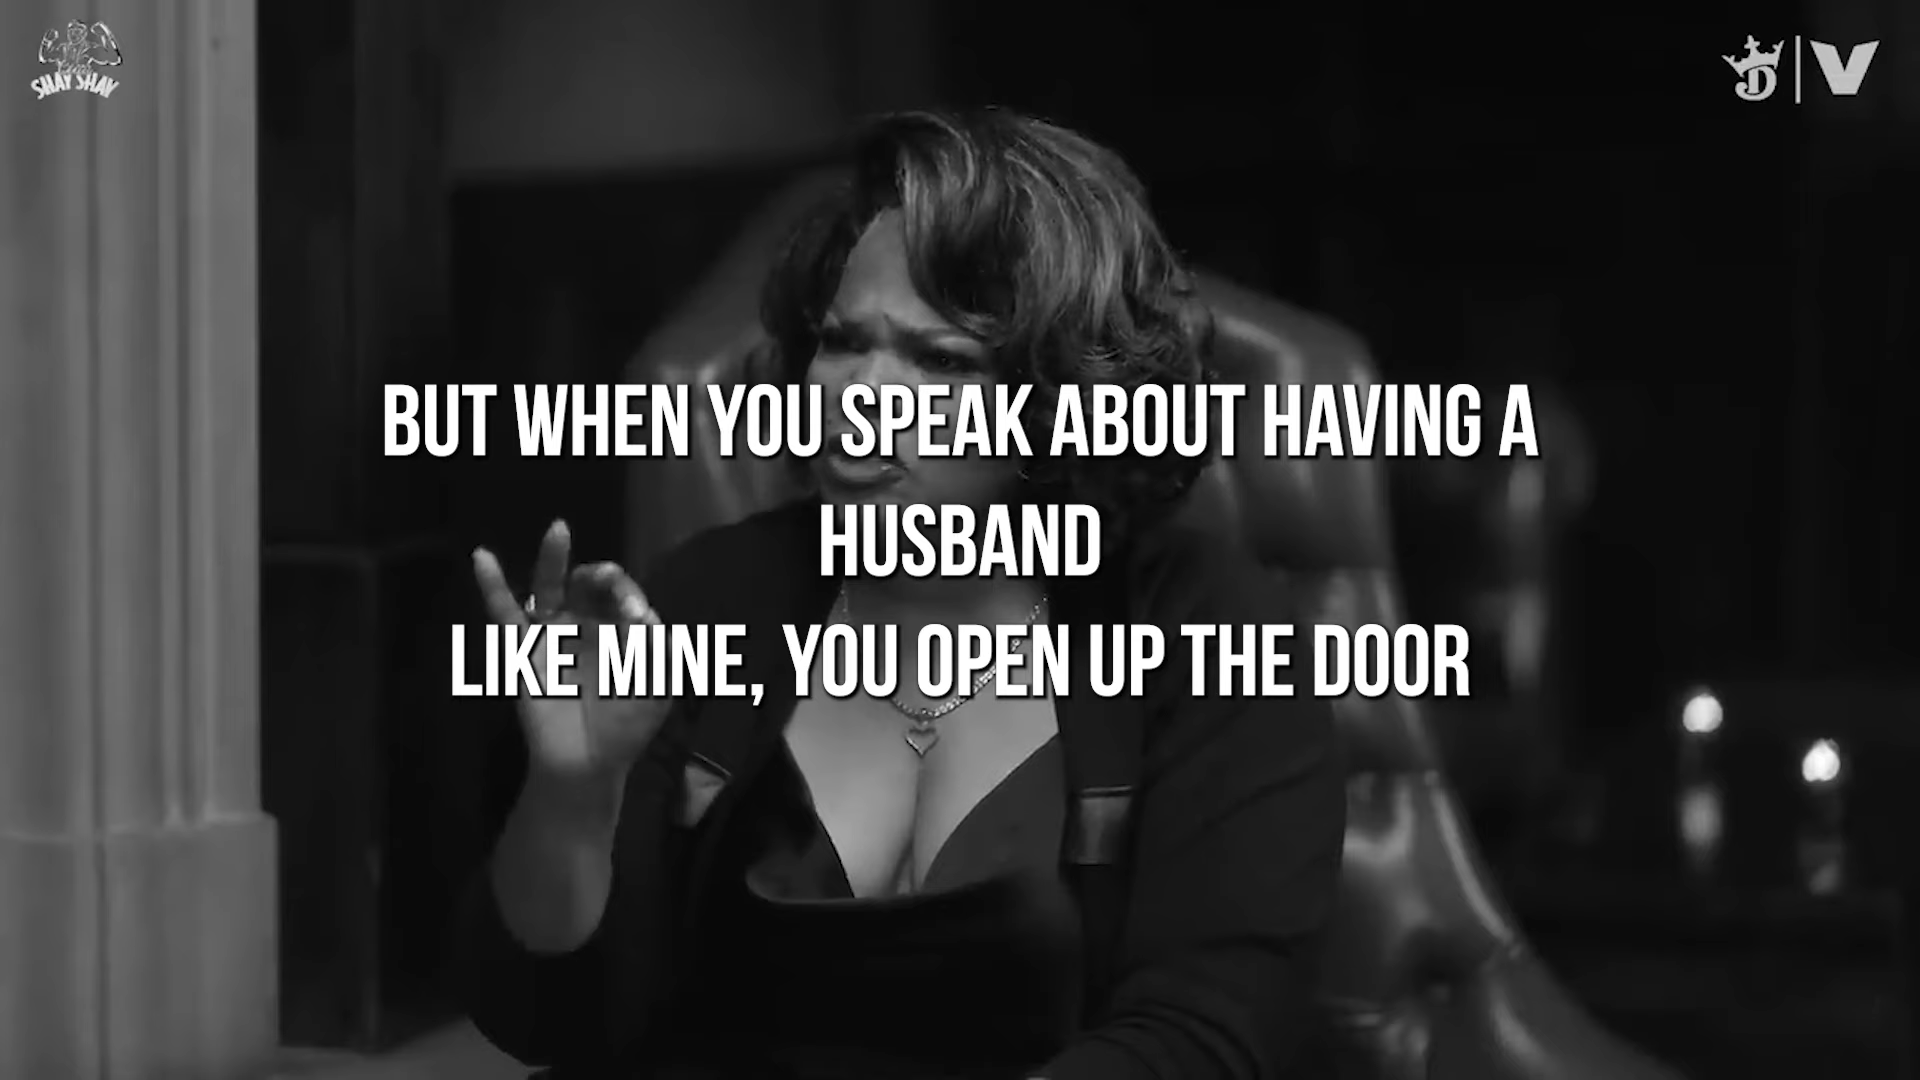 SHAY SHAY
D
V
BUT WHEN YOU SPEAK ABOUT HAVING A
HUSBAND
LIKE MINE, YOU OPEN UP THE DOOR